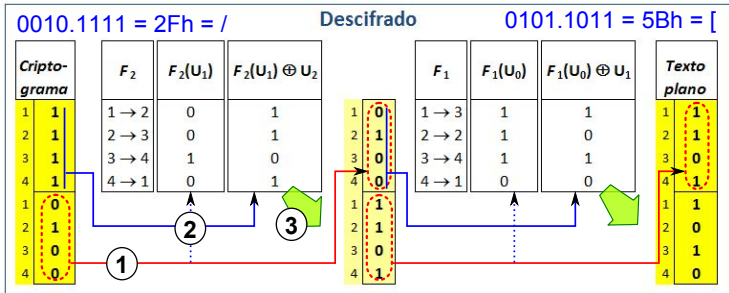 0010.1111 = 2Fh = /   Descifrado   0101.1011 = 5Bh = [
Cripto-   F2   F2(U1)   F2(U1) ⊕ U2   F1   F1(U0)   F1(U0) ⊕ U1   Texto
grama   plano
1 1   1 → 2   0   1   1 0   1 → 3   1   1   1 1
2 1   2 → 3   0   1   2 1   2 → 2   1   0   2 1
3 1   3 → 4   1   0   3 0   3 → 4   1   1   3 0
4 1   4 → 1   0   1   4 0   4 → 1   0   0   4 1
1 0   1 1   1 1
2 1   2   3   2 1   2 0
3 0   1   3 0   3 1
4 0   4 1   4 0